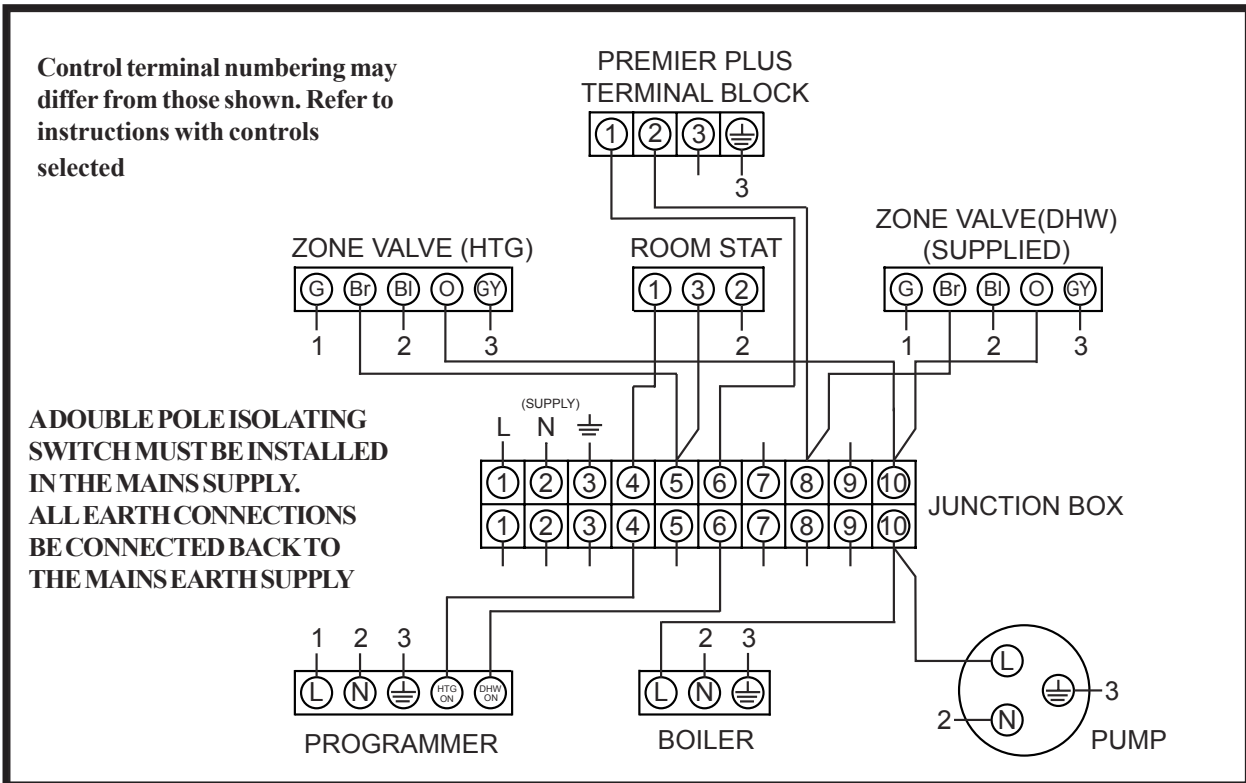 Control terminal numbering may
differ from those shown. Refer to
instructions with controls
selected
PREMIER PLUS
TERMINAL BLOCK
1 2 3
3
ZONE VALVE (HTG)
G Br Bl O GY
1 2 3
ROOM STAT
1 3 2
2
ZONE VALVE(DHW)
(SUPPLIED)
G Br Bl O GY
1 2 3
A DOUBLE POLE ISOLATING
SWITCH MUST BE INSTALLED
IN THE MAINS SUPPLY.
ALL EARTH CONNECTIONS
BE CONNECTED BACK TO
THE MAINS EARTH SUPPLY
(SUPPLY)
L N
1 2 3 4 5 6 7 8 9 10
1 2 3 4 5 6 7 8 9 10
JUNCTION BOX
1 2 3
L N HTG ON DHW ON
PROGRAMMER
2 3
L N
BOILER
L
3
2 N
PUMP